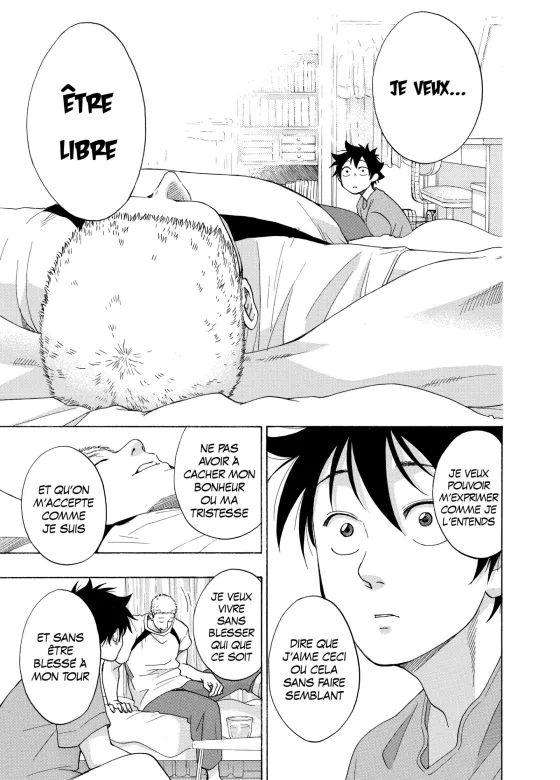 JE VEUX...
ÊTRE
LIBRE
JE VEUX
POUVOIR
M'EXPRIMER
COMME JE
L'ENTENDS
DIRE QUE
J'AIME CECI
OU CELA
SANS FAIRE
SEMBLANT
NE PAS
AVOIR À
CACHER MON
BONHEUR
OU MA
TRISTESSE
ET QU'ON
M'ACCEPTE
COMME
JE SUIS
JE VEUX
VIVRE
SANS
BLESSER
QUI QUE
CE SOIT
ET SANS
ÊTRE
BLESSÉ À
MON TOUR